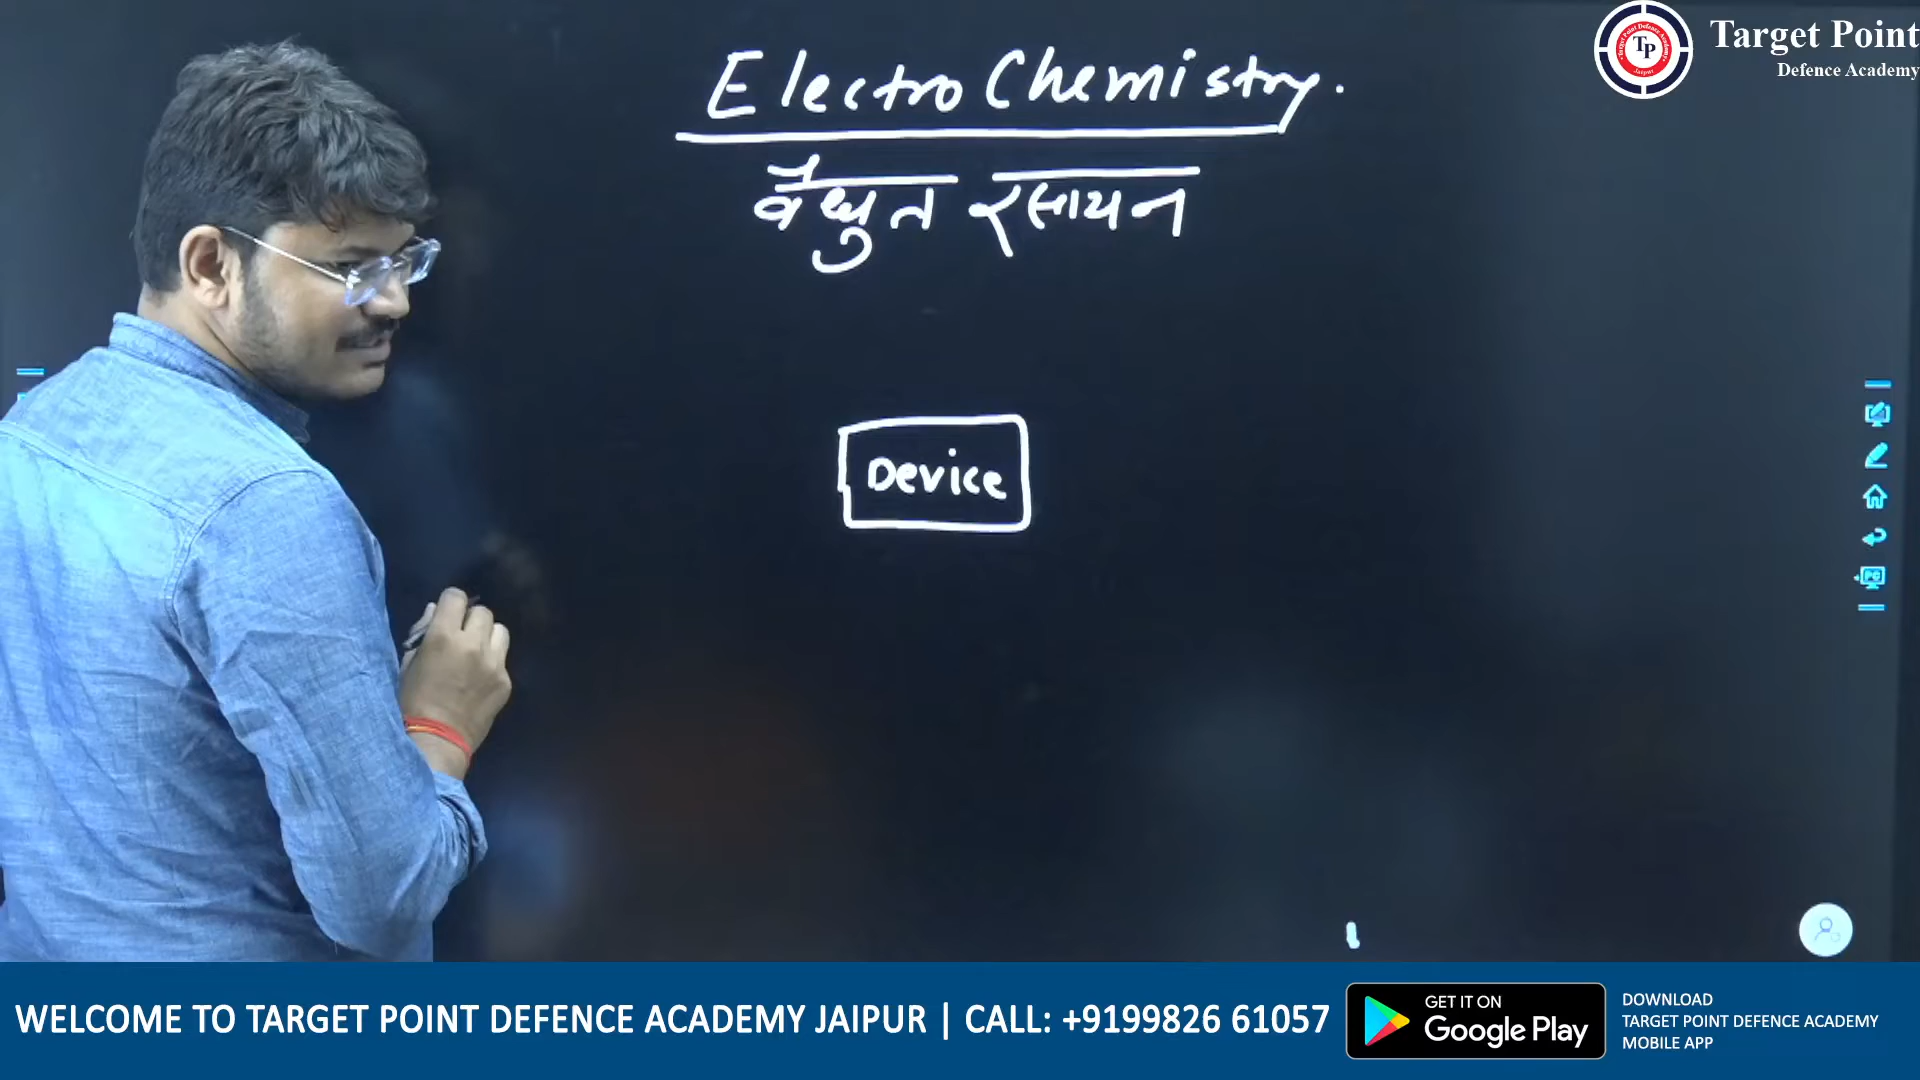 Electro Chemistry.
वैद्युत रसायन
Device
TP
Target Point
Defence Academy
WELCOME TO TARGET POINT DEFENCE ACADEMY JAIPUR | CALL: +9199826 61057
GET IT ON
Google Play
DOWNLOAD
TARGET POINT DEFENCE ACADEMY
MOBILE APP